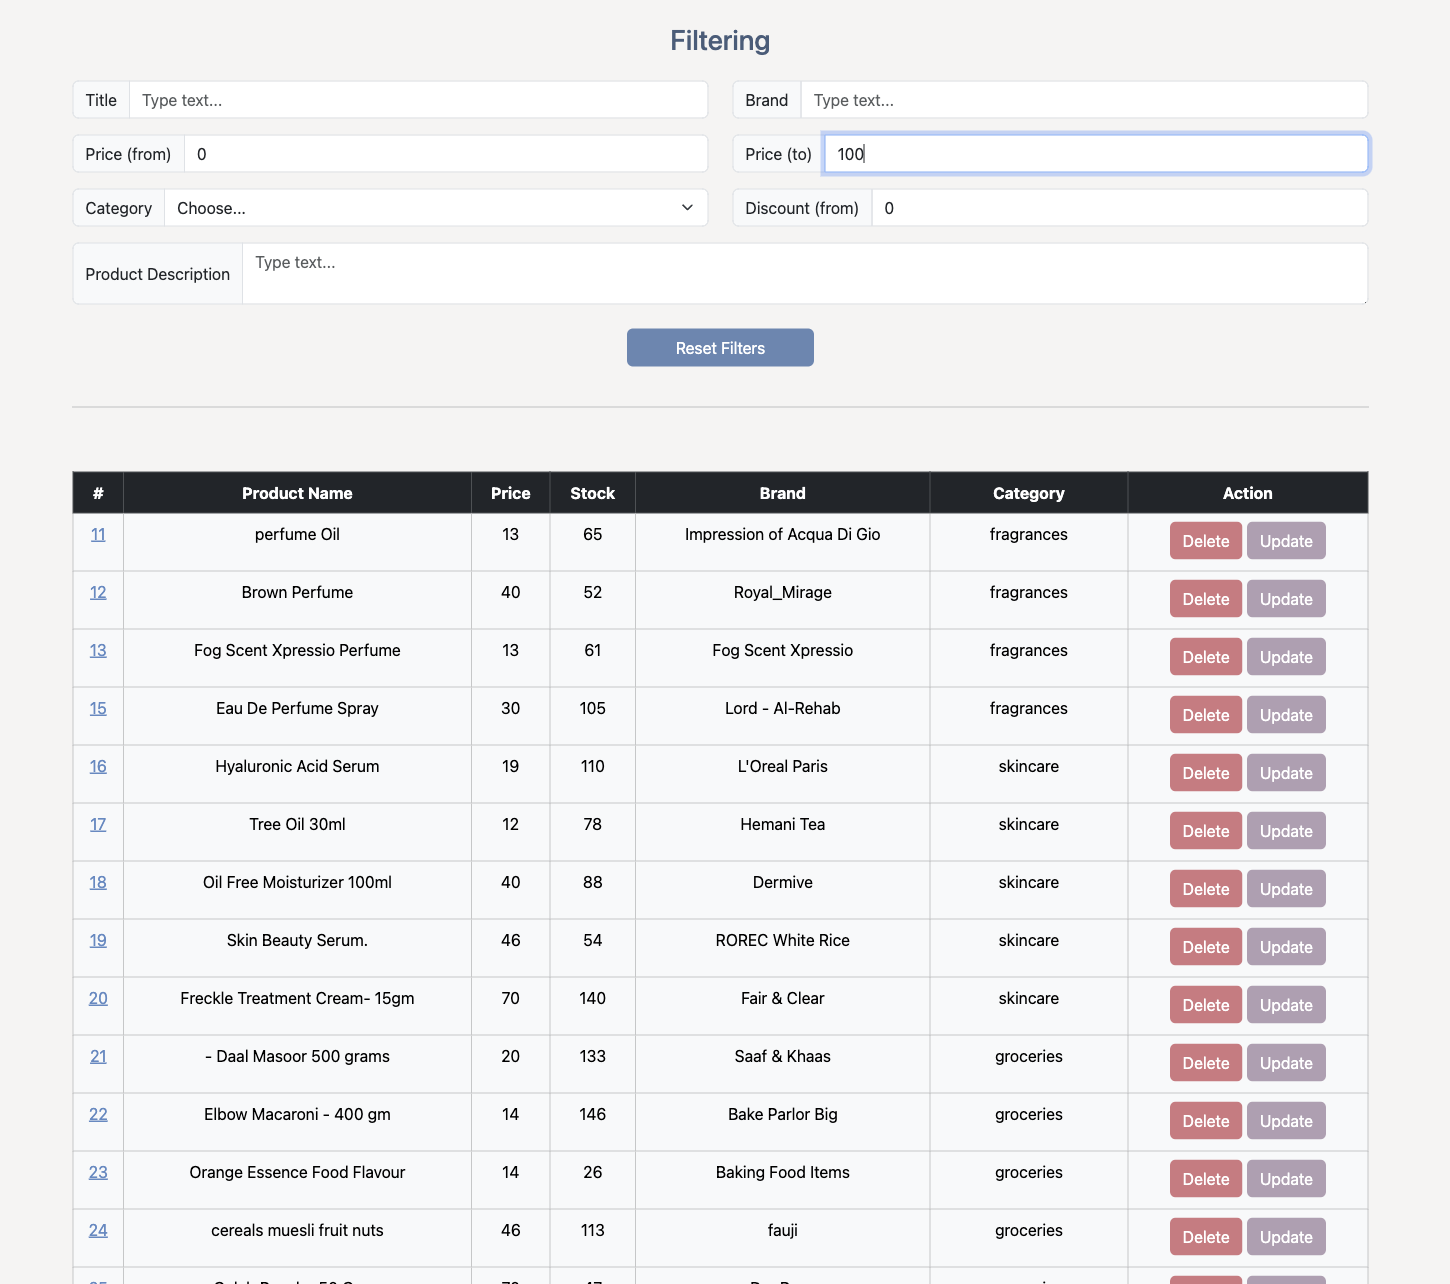 Filtering
Title Type text... Brand Type text...
Price (from) 0 Price (to) 100
Category Choose... Discount (from) 0
Product Description Type text...
Reset Filters
# Product Name Price Stock Brand Category Action
11 perfume Oil 13 65 Impression of Acqua Di Gio fragrances Delete Update
12 Brown Perfume 40 52 Royal_Mirage fragrances Delete Update
13 Fog Scent Xpressio Perfume 13 61 Fog Scent Xpressio fragrances Delete Update
15 Eau De Perfume Spray 30 105 Lord - Al-Rehab fragrances Delete Update
16 Hyaluronic Acid Serum 19 110 L'Oreal Paris skincare Delete Update
17 Tree Oil 30ml 12 78 Hemani Tea skincare Delete Update
18 Oil Free Moisturizer 100ml 40 88 Dermive skincare Delete Update
19 Skin Beauty Serum. 46 54 ROREC White Rice skincare Delete Update
20 Freckle Treatment Cream- 15gm 70 140 Fair & Clear skincare Delete Update
21 - Daal Masoor 500 grams 20 133 Saaf & Khaas groceries Delete Update
22 Elbow Macaroni - 400 gm 14 146 Bake Parlor Big groceries Delete Update
23 Orange Essence Food Flavour 14 26 Baking Food Items groceries Delete Update
24 cereals muesli fruit nuts 46 113 fauji groceries Delete Update